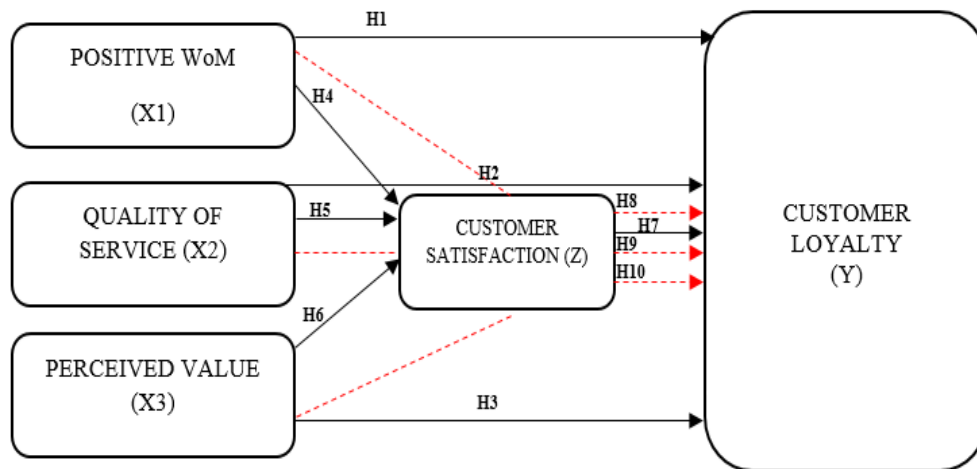 H1
POSITIVE WoM
(X1)
H4
H2
QUALITY OF
SERVICE (X2)
H5
CUSTOMER
SATISFACTION (Z)
H8
H7
H9
H10
CUSTOMER
LOYALTY
(Y)
H6
PERCEIVED VALUE
(X3)
H3